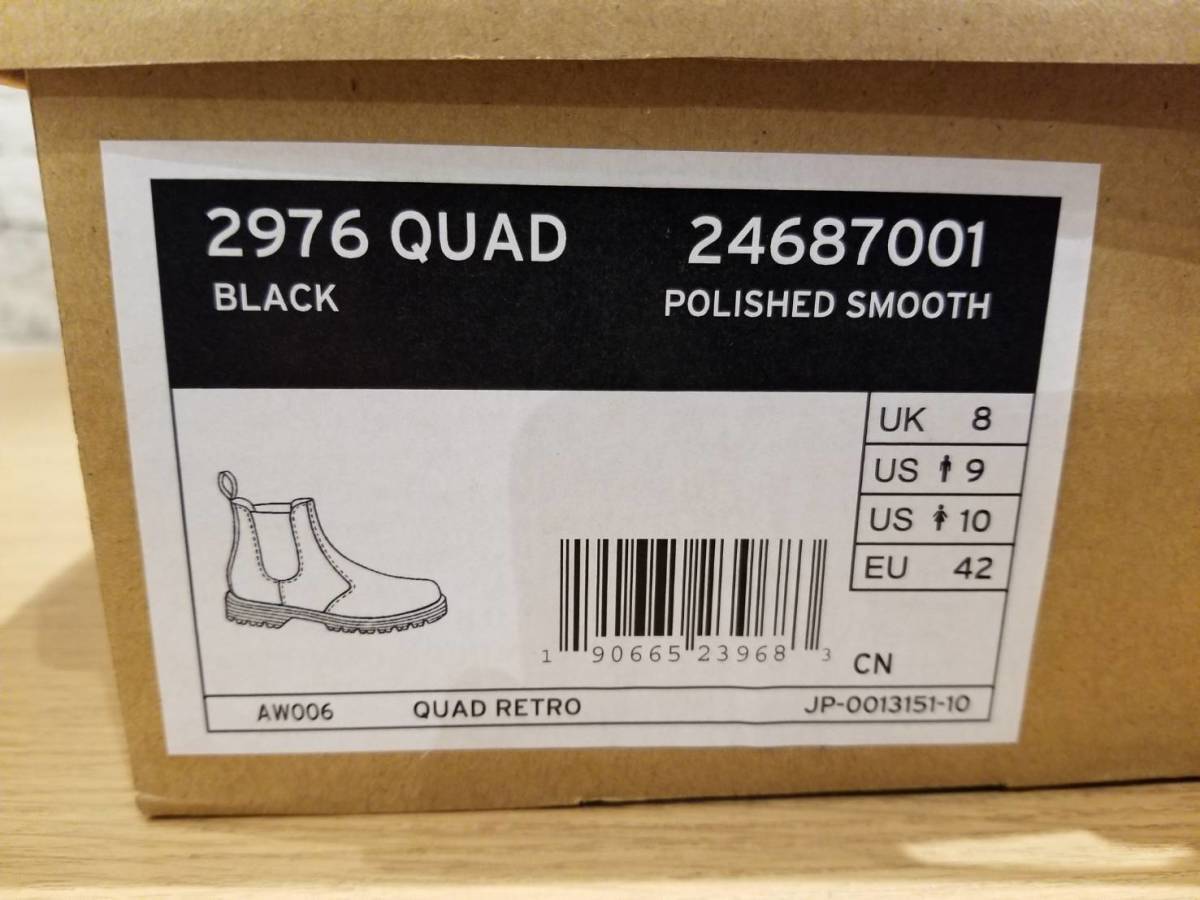 2976 QUAD 24687001
BLACK POLISHED SMOOTH
UK 8
US 9
US 10
EU 42
1 90665 23968 3
CN
AW006 QUAD RETRO JP-0013151-10